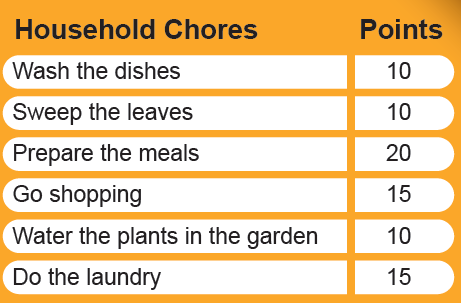 Household Chores Points
Wash the dishes 10
Sweep the leaves 10
Prepare the meals 20
Go shopping 15
Water the plants in the garden 10
Do the laundry 15